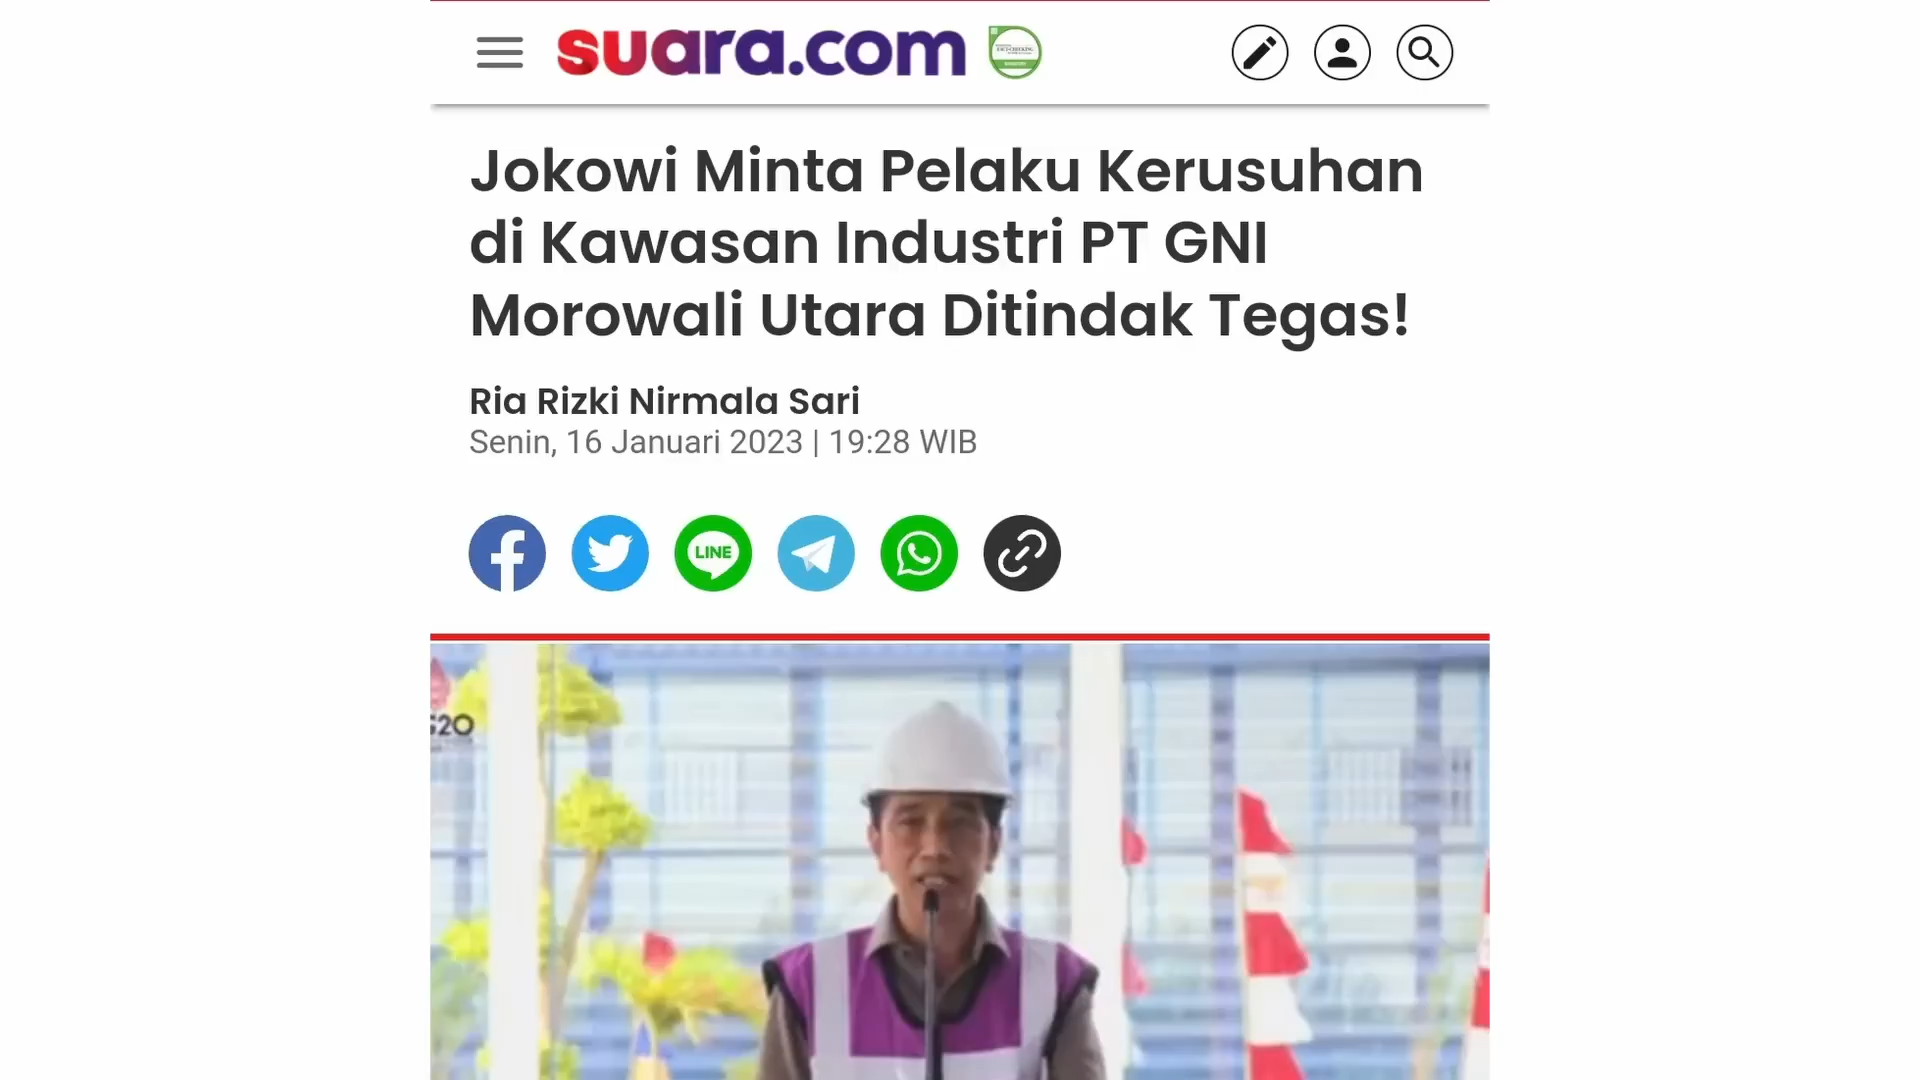 suara.com
Jokowi Minta Pelaku Kerusuhan
di Kawasan Industri PT GNI
Morowali Utara Ditindak Tegas!
Ria Rizki Nirmala Sari
Senin, 16 Januari 2023 | 19:28 WIB
LINE